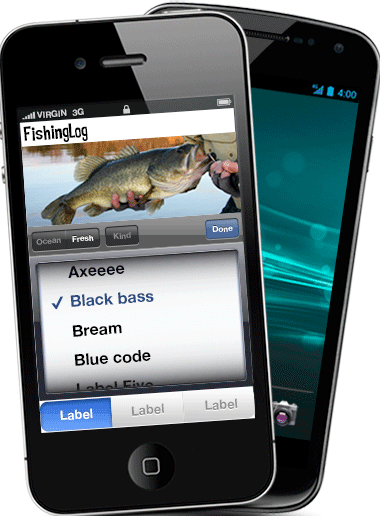 VIRGIN 3G
4G 4:00
FishingLog
Ocean Fresh Kind Done
Axeeee
✓ Black bass
Bream
Blue code
Label Five
Label Label Label